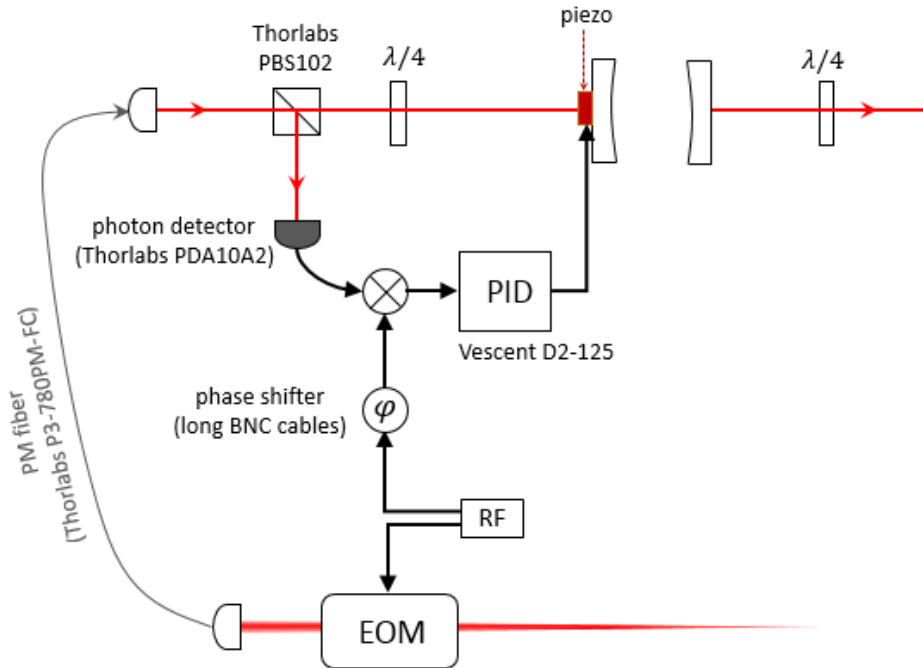 piezo
Thorlabs
PBS102
λ/4
λ/4
photon detector
(Thorlabs PDA10A2)
PID
Vescent D2-125
phase shifter
(long BNC cables)
φ
PM fiber
(Thorlabs P3-780PM-FC)
RF
EOM